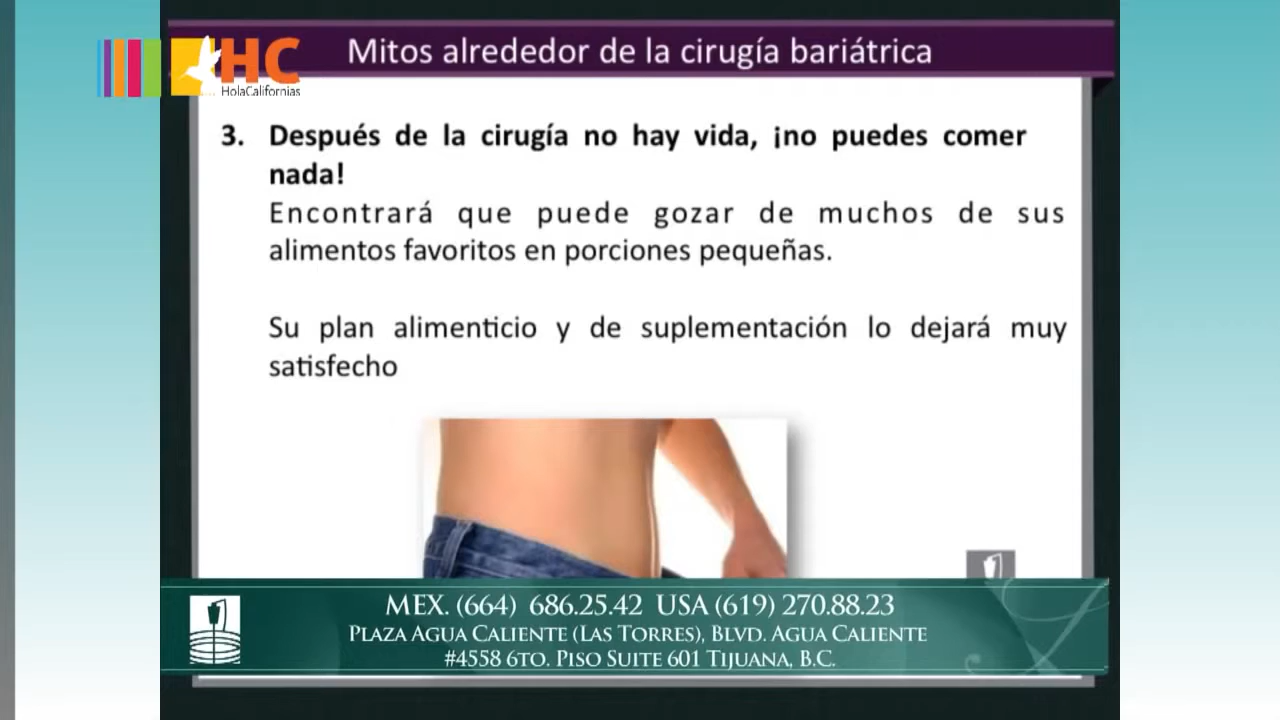 Mitos alrededor de la cirugía bariátrica
HC
HolaCalifornias
3. Después de la cirugía no hay vida, ¡no puedes comer
nada!
Encontrará que puede gozar de muchos de sus
alimentos favoritos en porciones pequeñas.
Su plan alimenticio y de suplementación lo dejará muy
satisfecho
MEX. (664) 686.25.42 USA (619) 270.88.23
PLAZA AGUA CALIENTE (LAS TORRES), BLVD. AGUA CALIENTE
#4558 6TO. PISO SUITE 601 TIJUANA, B.C.